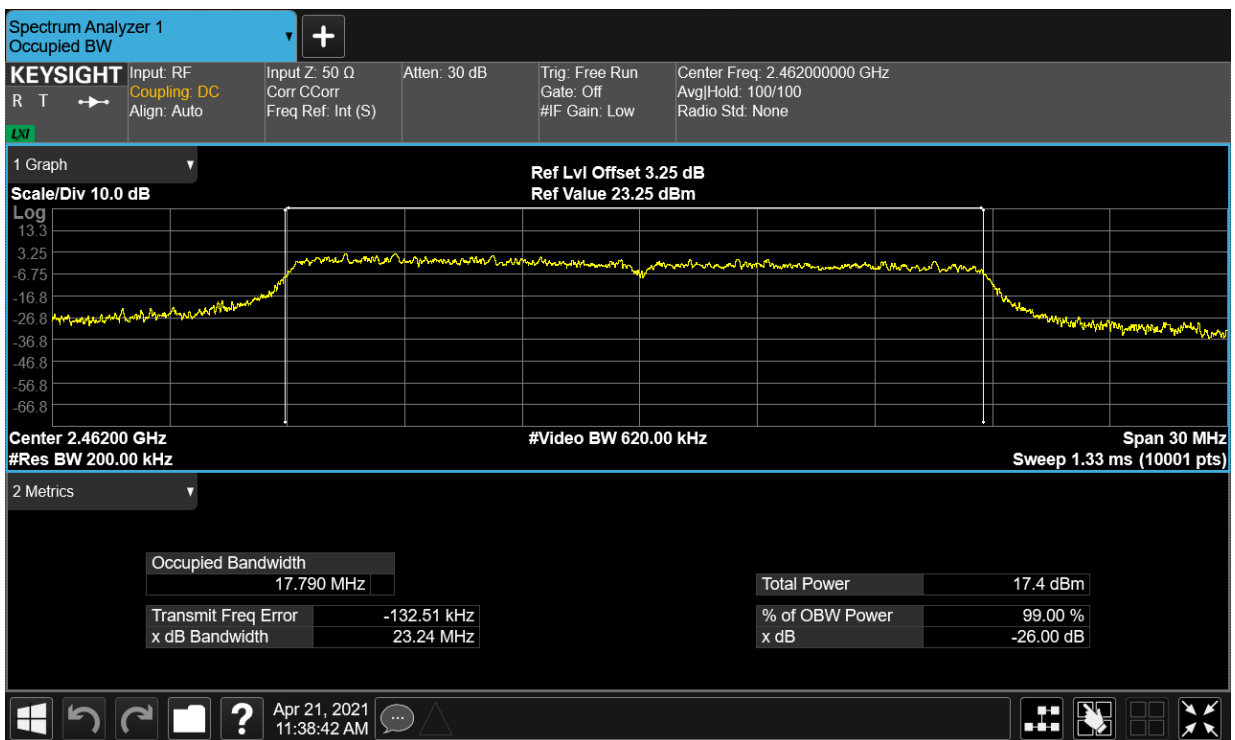 Spectrum Analyzer 1
Occupied BW
KEYSIGHT Input: RF Input Z: 50 Ω Atten: 30 dB Trig: Free Run Center Freq: 2.462000000 GHz
R T Coupling: DC Corr CCorr Gate: Off Avg|Hold: 100/100
Align: Auto Freq Ref: Int (S) #IF Gain: Low Radio Std: None
LXI
1 Graph
Ref Lvl Offset 3.25 dB
Scale/Div 10.0 dB Ref Value 23.25 dBm
Log
13.3
3.25
-6.75
-16.8
-26.8
-36.8
-46.8
-56.8
-66.8
Center 2.46200 GHz #Video BW 620.00 kHz Span 30 MHz
#Res BW 200.00 kHz Sweep 1.33 ms (10001 pts)
2 Metrics
Occupied Bandwidth
17.790 MHz Total Power 17.4 dBm
Transmit Freq Error -132.51 kHz % of OBW Power 99.00 %
x dB Bandwidth 23.24 MHz x dB -26.00 dB
? Apr 21, 2021
11:38:42 AM